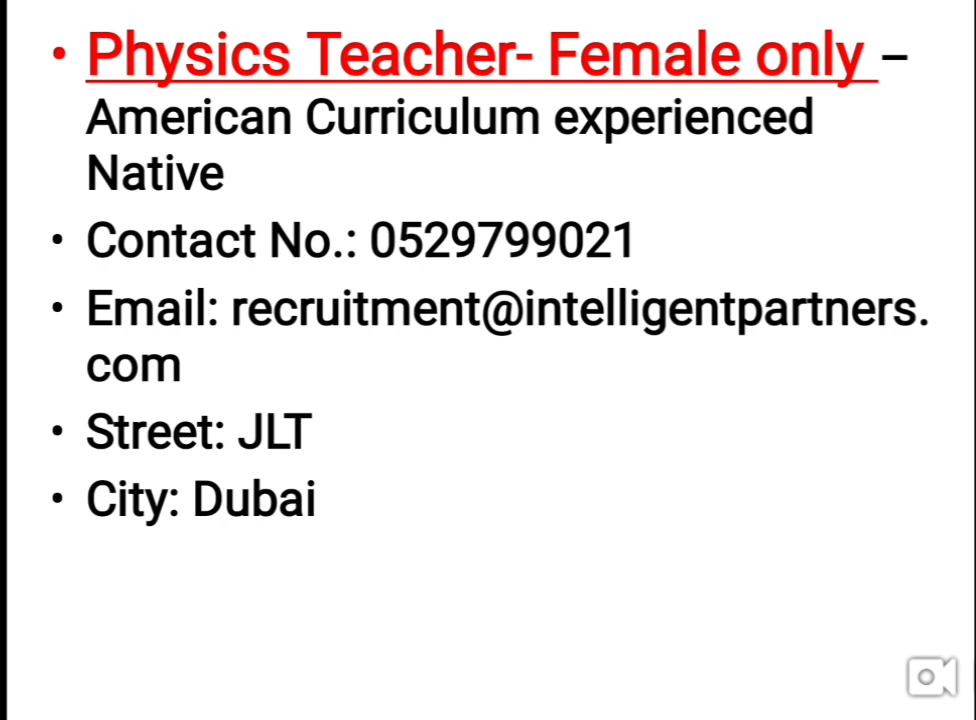 • Physics Teacher- Female only –
American Curriculum experienced
Native
• Contact No.: 0529799021
• Email: recruitment@intelligentpartners.
com
• Street: JLT
• City: Dubai